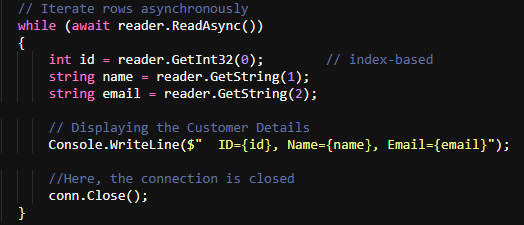 // Iterate rows asynchronously
while (await reader.ReadAsync())
{
    int id = reader.GetInt32(0);        // index-based
    string name = reader.GetString(1);
    string email = reader.GetString(2);

    // Displaying the Customer Details
    Console.WriteLine($"  ID={id}, Name={name}, Email={email}");

    //Here, the connection is closed
    conn.Close();
}